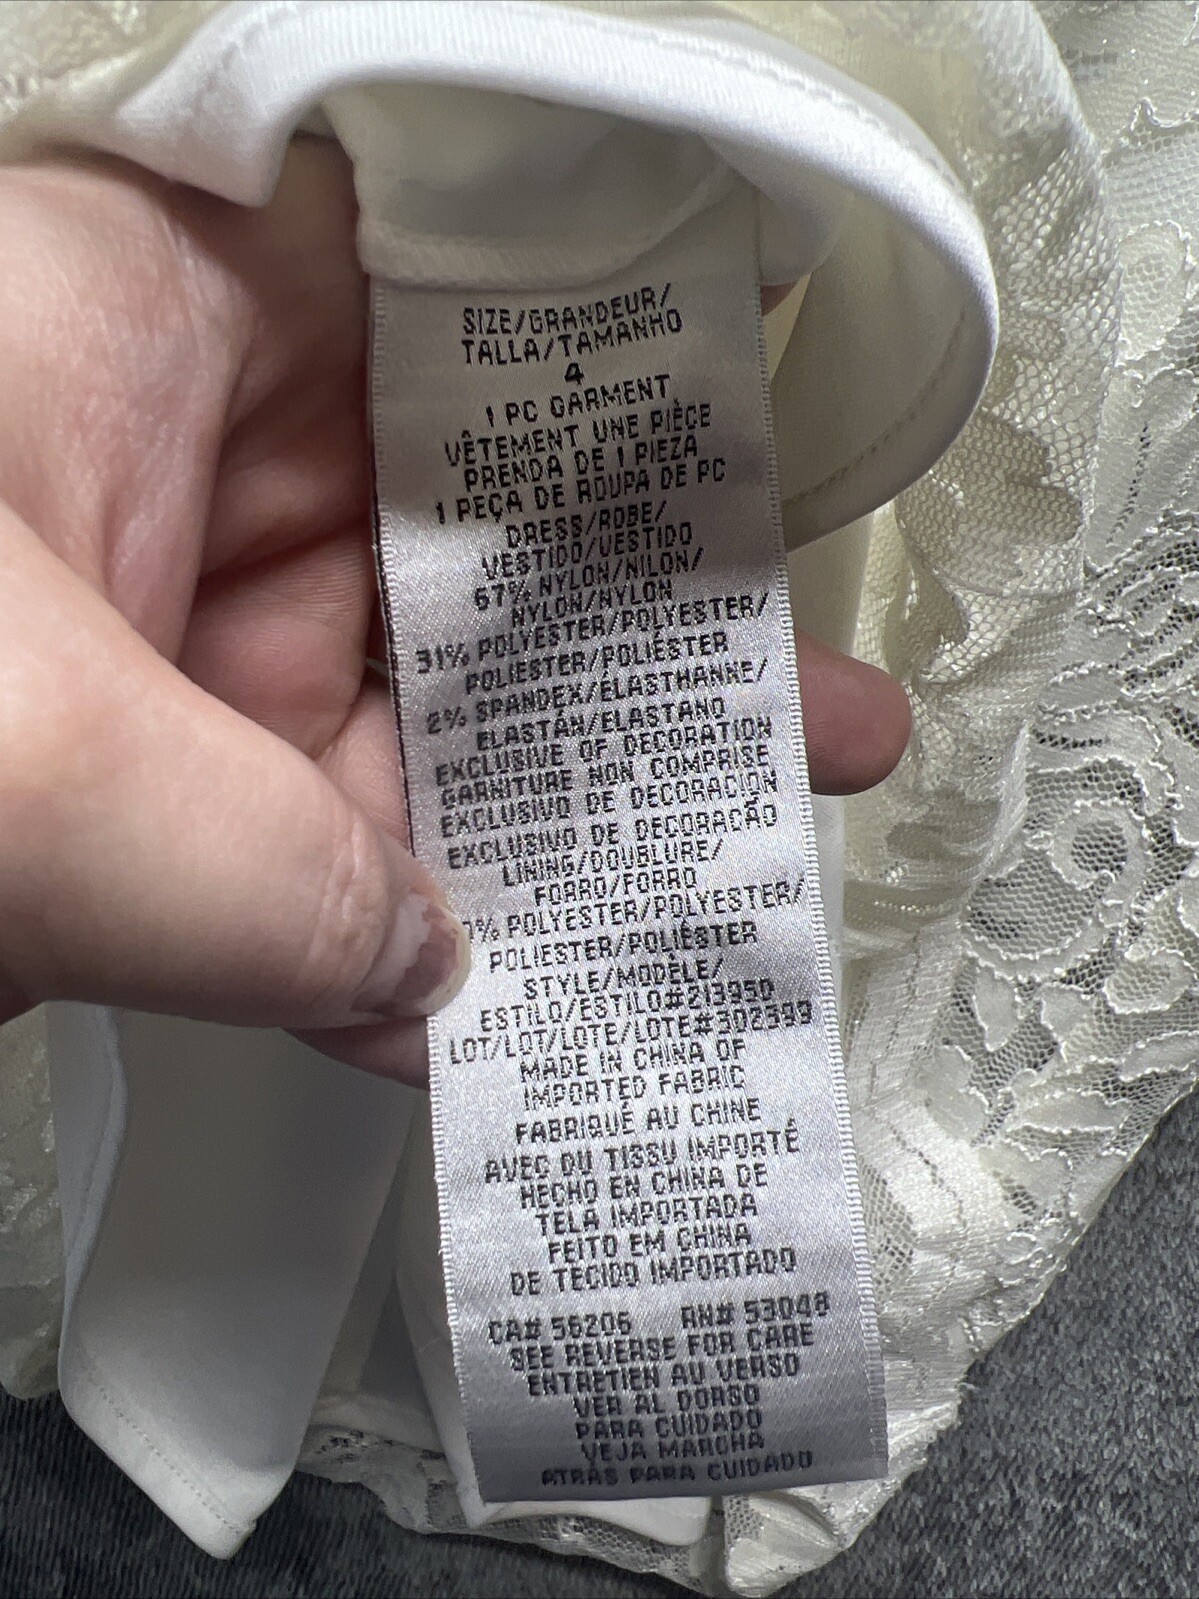 SIZE/GRANDEUR/
TALLA/TAMANHO
4
1 PC GARMENT
VÊTEMENT UNE PIÈCE
PRENDA DE 1 PIEZA
1 PEÇA DE ROUPA DE PC
DRESS/ROBE/
VESTIDO/VESTIDO
67% NYLON/NILON/
NYLON/NYLON
31% POLYESTER/POLYESTER/
POLIESTER/POLIÉSTER
2% SPANDEX/ÉLASTHANNE/
ELASTÁN/ELASTANO
EXCLUSIVE OF DECORATION
GARNITURE NON COMPRISE
EXCLUSIVO DE DECORACIÓN
EXCLUSIVO DE DECORAÇÃO
LINING/DOUBLURE/
FORRO/FORRO
0% POLYESTER/POLYESTER/
POLIESTER/POLIÉSTER
STYLE/MODÈLE/
ESTILO/ESTILO#213950
LOT/LOT/LOTE/LOTE#302399
MADE IN CHINA OF
IMPORTED FABRIC
FABRIQUÉ AU CHINE
AVEC DU TISSU IMPORTÉ
HECHO EN CHINA DE
TELA IMPORTADA
FEITO EM CHINA
DE TECIDO IMPORTADO
CA# 56206 RN# 53048
SEE REVERSE FOR CARE
ENTRETIEN AU VERSO
VER AL DORSO
PARA CUIDADO
VEJA MARCHA
ATRÁS PARA CUIDADO